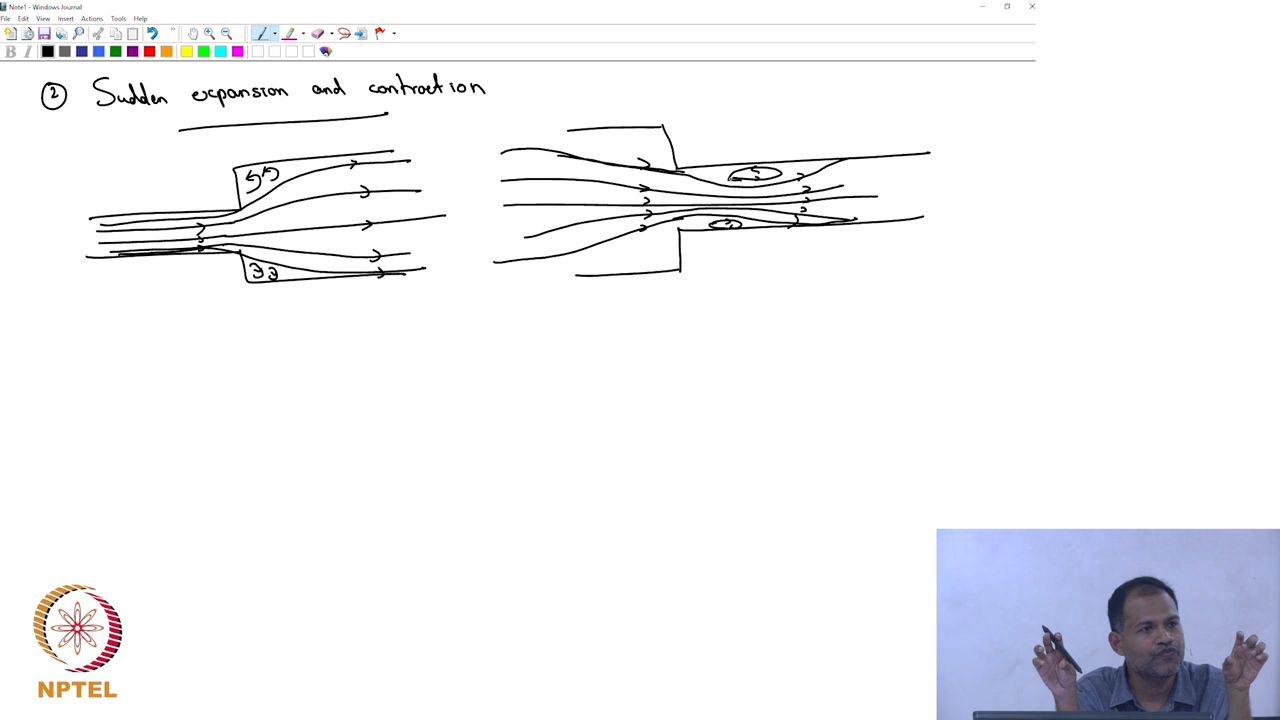 Note1 - Windows Journal
File Edit View Insert Actions Tools Help
B I
2 Sudden expansion and contraction
NPTEL